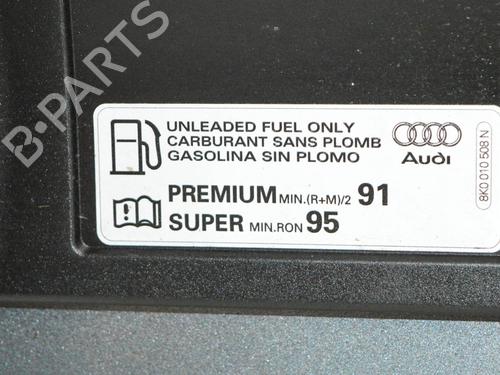 UNLEADED FUEL ONLY
CARBURANT SANS PLOMB
GASOLINA SIN PLOMO
Audi
PREMIUM MIN.(R+M)/2 91
SUPER MIN.RON 95
8K0 010 508 N
B-PARTS